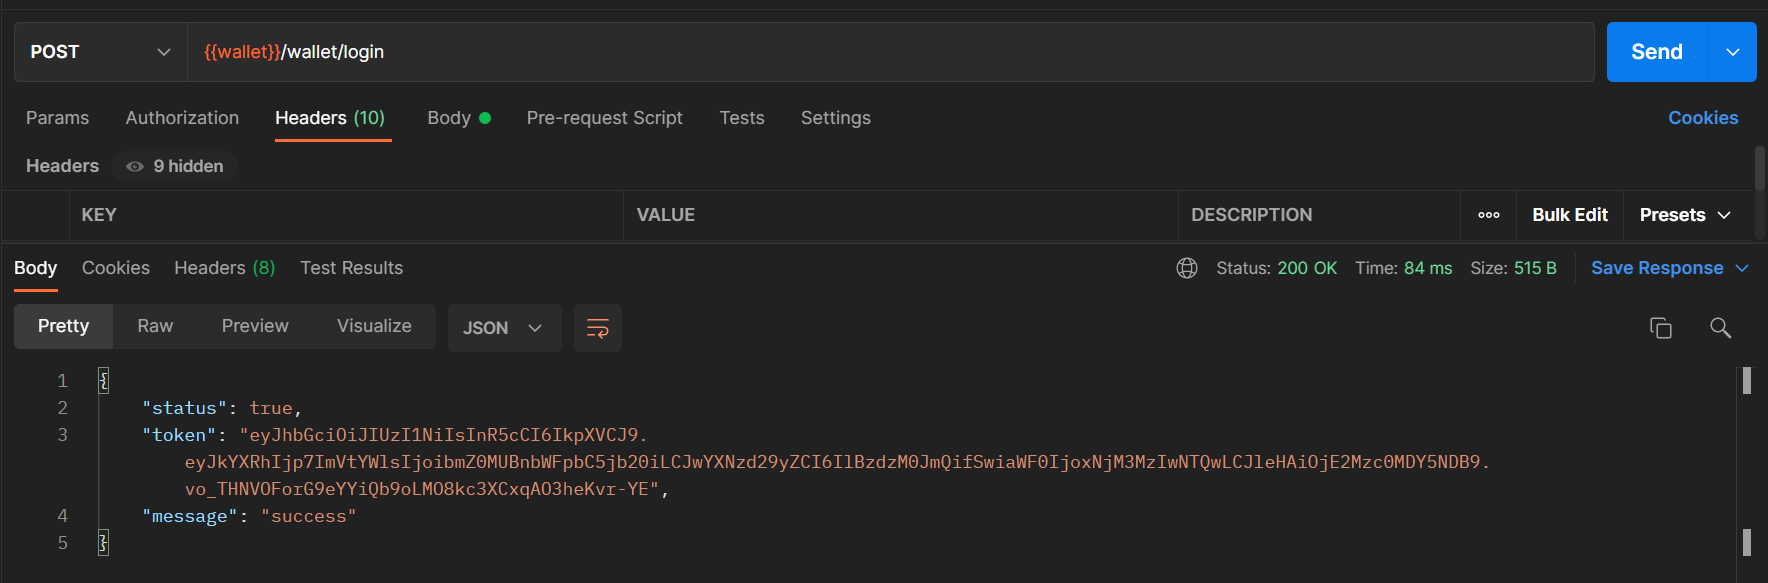 POST {{wallet}}/wallet/login Send
Params Authorization Headers (10) Body Pre-request Script Tests Settings Cookies
Headers 9 hidden
KEY VALUE DESCRIPTION ooo Bulk Edit Presets
Body Cookies Headers (8) Test Results Status: 200 OK Time: 84 ms Size: 515 B Save Response
Pretty Raw Preview Visualize JSON
1 {
2 "status": true,
3 "token": "eyJhbGciOiJIUzI1NiIsInR5cCI6IkpXVCJ9.
eyJkYXRhIjp7ImVtYWlsIjoibmZ0MUBnbWFpbC5jb20iLCJwYXNzd29yZCI6IlBzdzM0JmQifSwiaWF0IjoxNjM3MzIwNTQwLCJleHAiOjE2Mzc0MDY5NDB9.
vo_THNVOForG9eYYiQb9oLMO8kc3XCxqAO3heKvr-YE",
4 "message": "success"
5 }